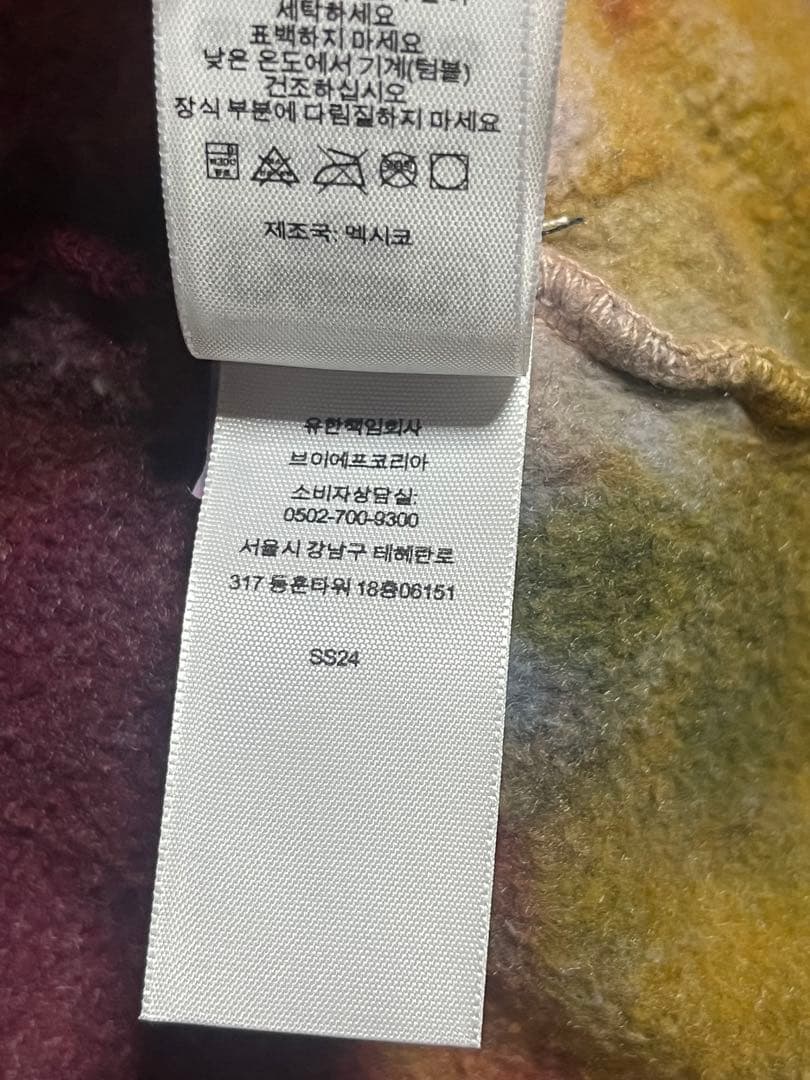 세탁하세요
표백하지 마세요
낮은 온도에서 기계(텀블)
건조하십시오
장식 부분에 다림질하지 마세요
제조국: 멕시코
유한책임회사
브이에프코리아
소비자상담실:
0502-700-9300
서울시 강남구 테헤란로
317 동훈타워 18층06151
SS24